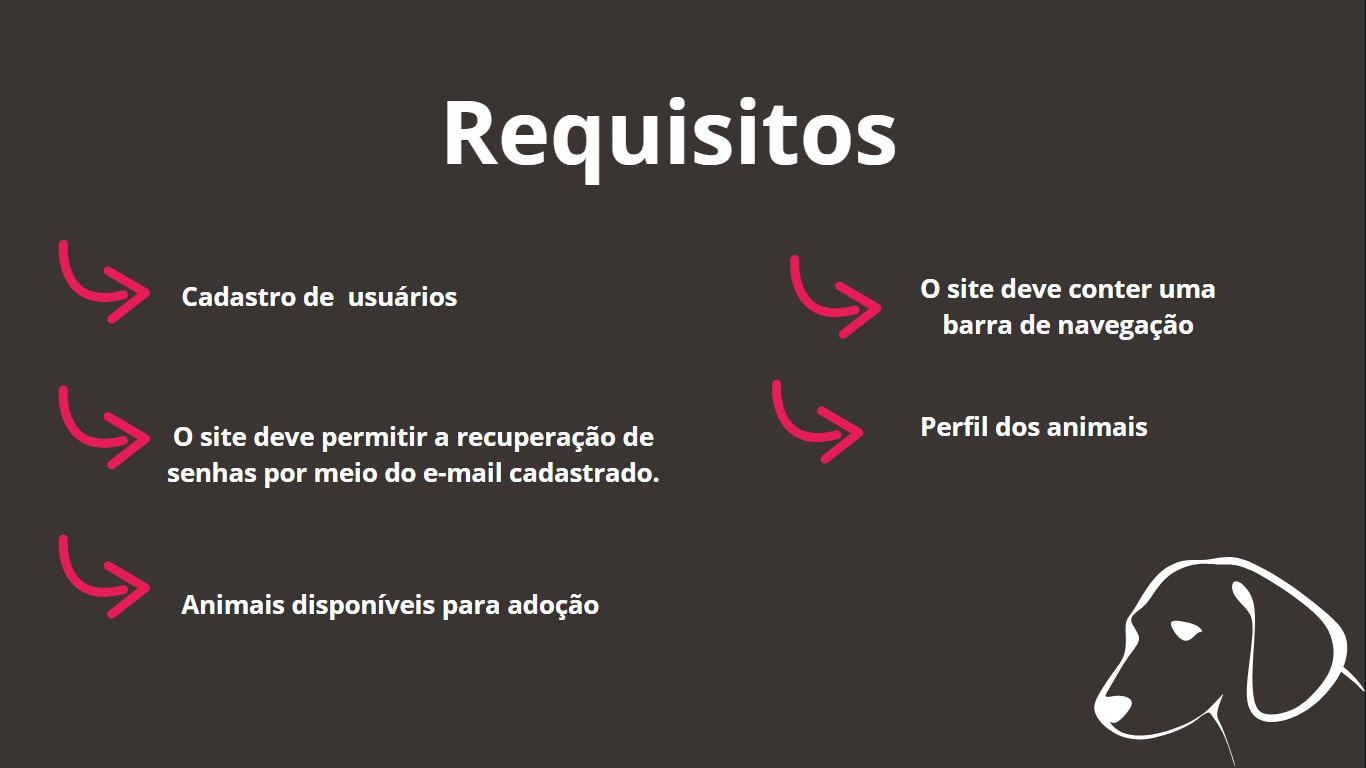 Requisitos
Cadastro de  usuários
O site deve permitir a recuperação de
senhas por meio do e-mail cadastrado.
Animais disponíveis para adoção
O site deve conter uma
barra de navegação
Perfil dos animais